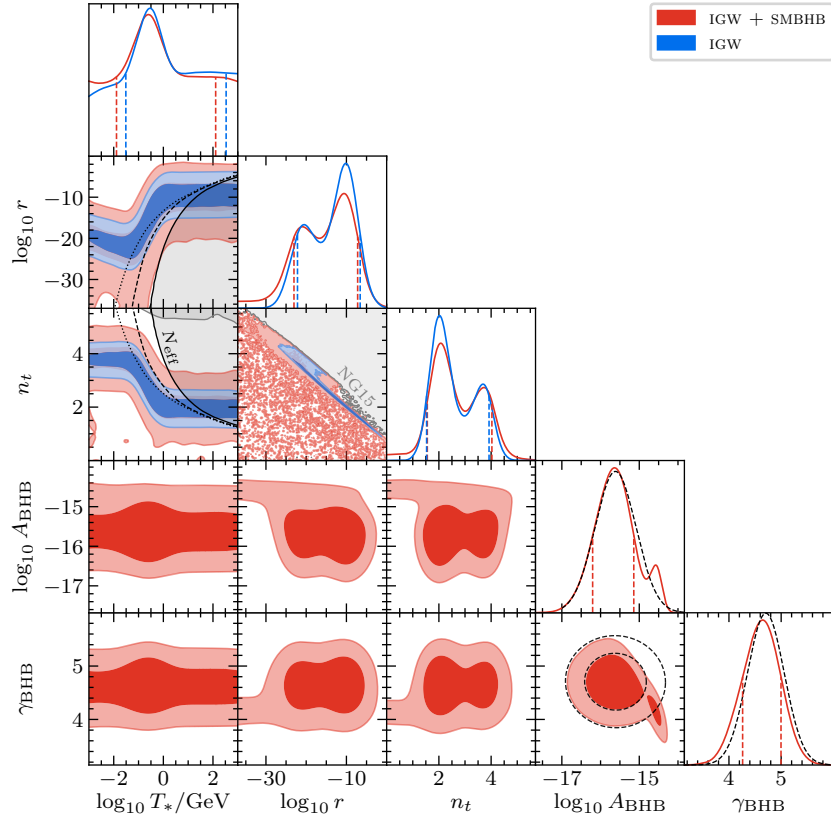 IGW + SMBHB
IGW
log₁₀ r
−10
−20
−30
n_t
4
2
N_eff
NG15
log₁₀ A_BHB
−15
−16
−17
γ_BHB
5
4
−2 0 2
−30 −10
2 4
−17 −15
4 5
log₁₀ T_*/GeV
log₁₀ r
n_t
log₁₀ A_BHB
γ_BHB